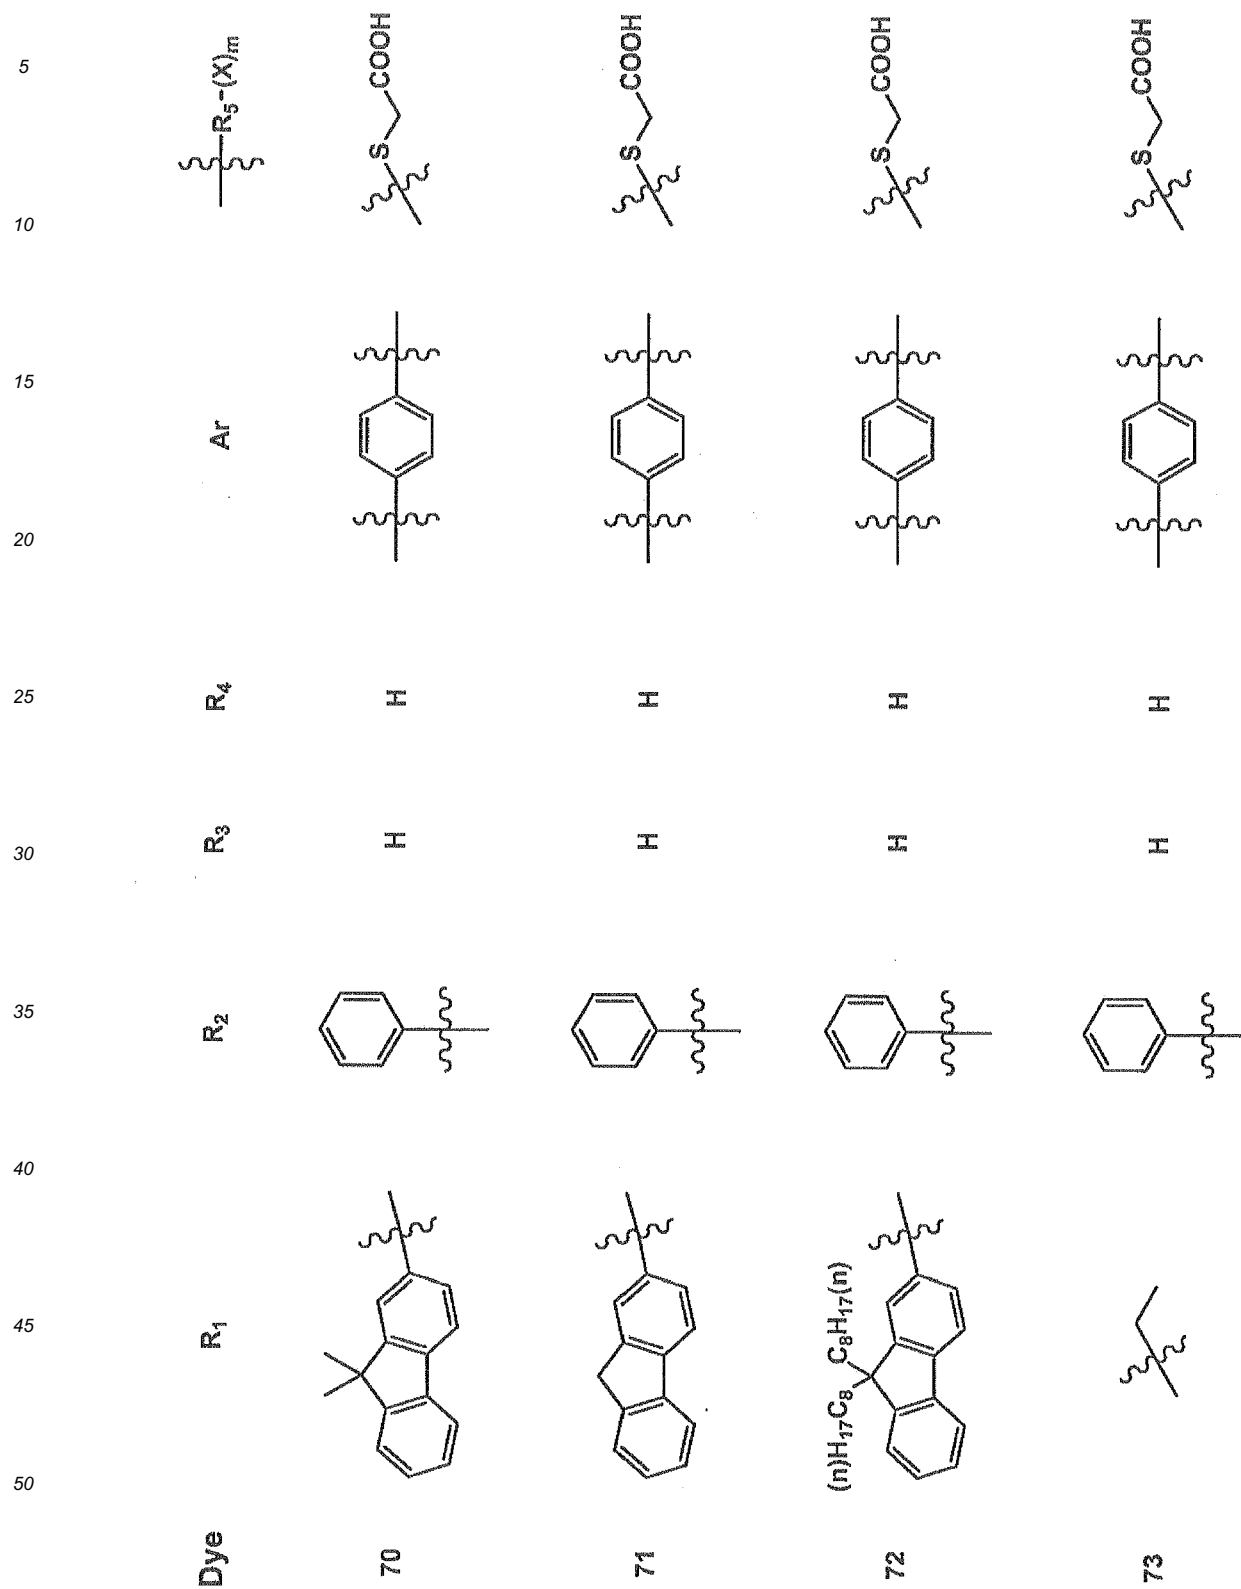 5
10
15
20
25
30
35
40
45
50
Dye R₁ R₂ R₃ R₄ Ar R₅-(X)ₘ
70 H H S COOH
71 H H S COOH
72 (n)H₁₇C₈ C₈H₁₇(n) H H S COOH
73 H H S COOH